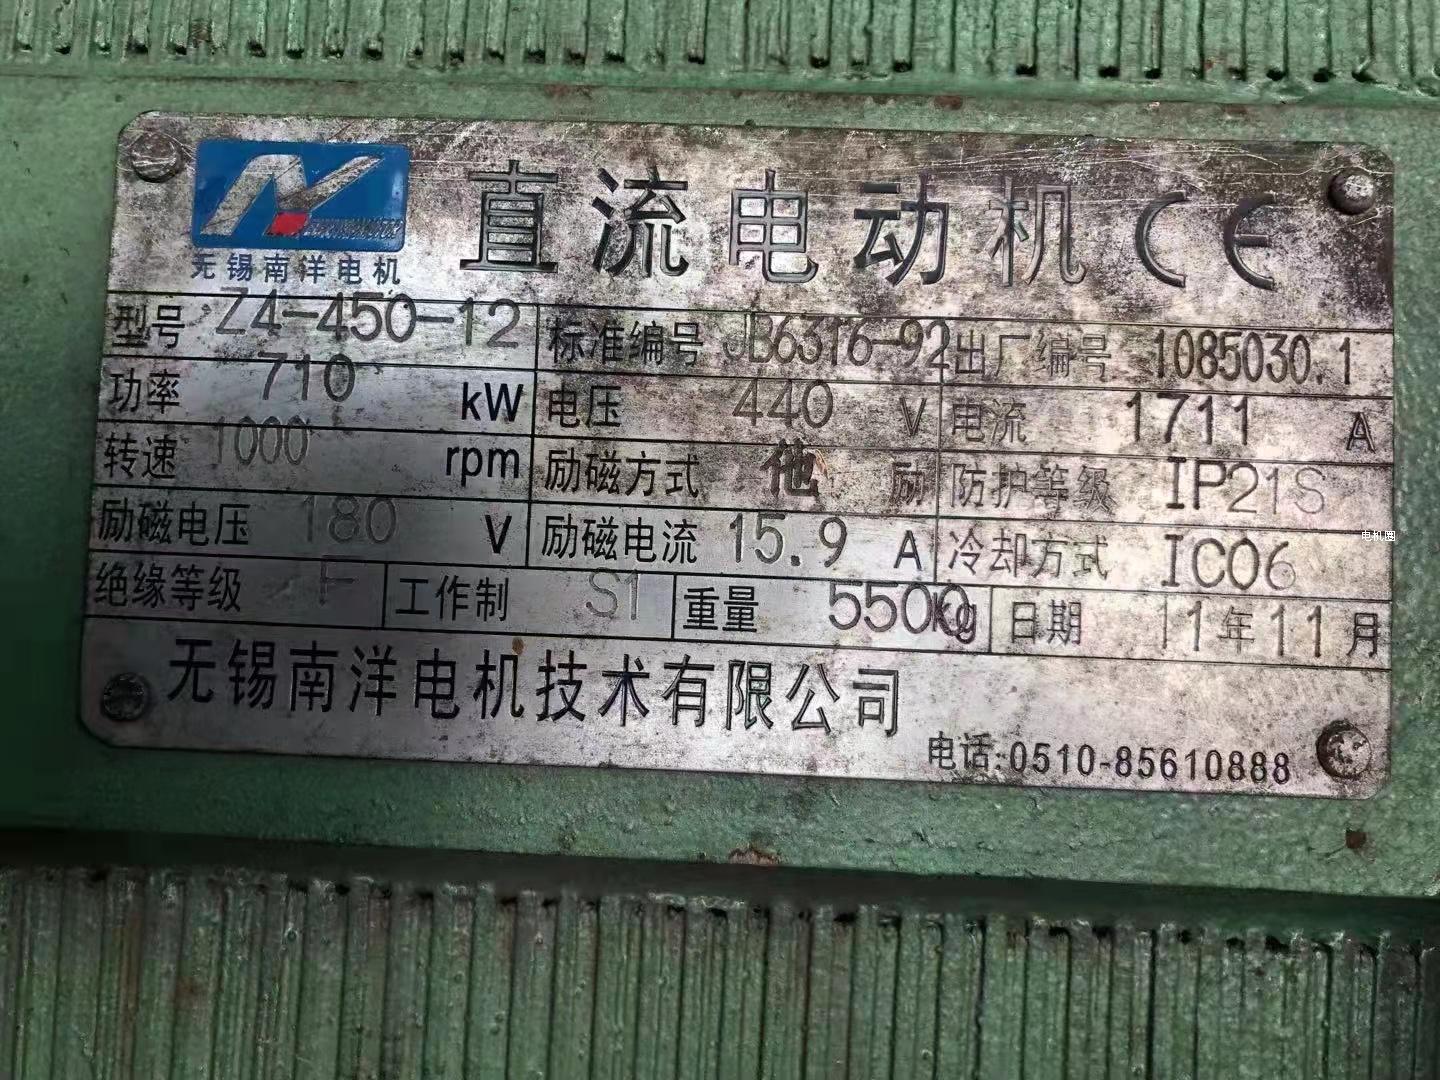 直流电动机 CE
无锡南洋电机
型号 Z4-450-12 标准编号 JB6316-92 出厂编号 1085030.1
功率 710 kW 电压 440 V 电流 1711 A
转速 1000 rpm 励磁方式 他励 防护等级 IP21S
励磁电压 180 V 励磁电流 15.9 A 冷却方式 IC06
绝缘等级 F 工作制 S1 重量 5500kg 日期 11年11月
无锡南洋电机技术有限公司
电话:0510-85610888
电机圈